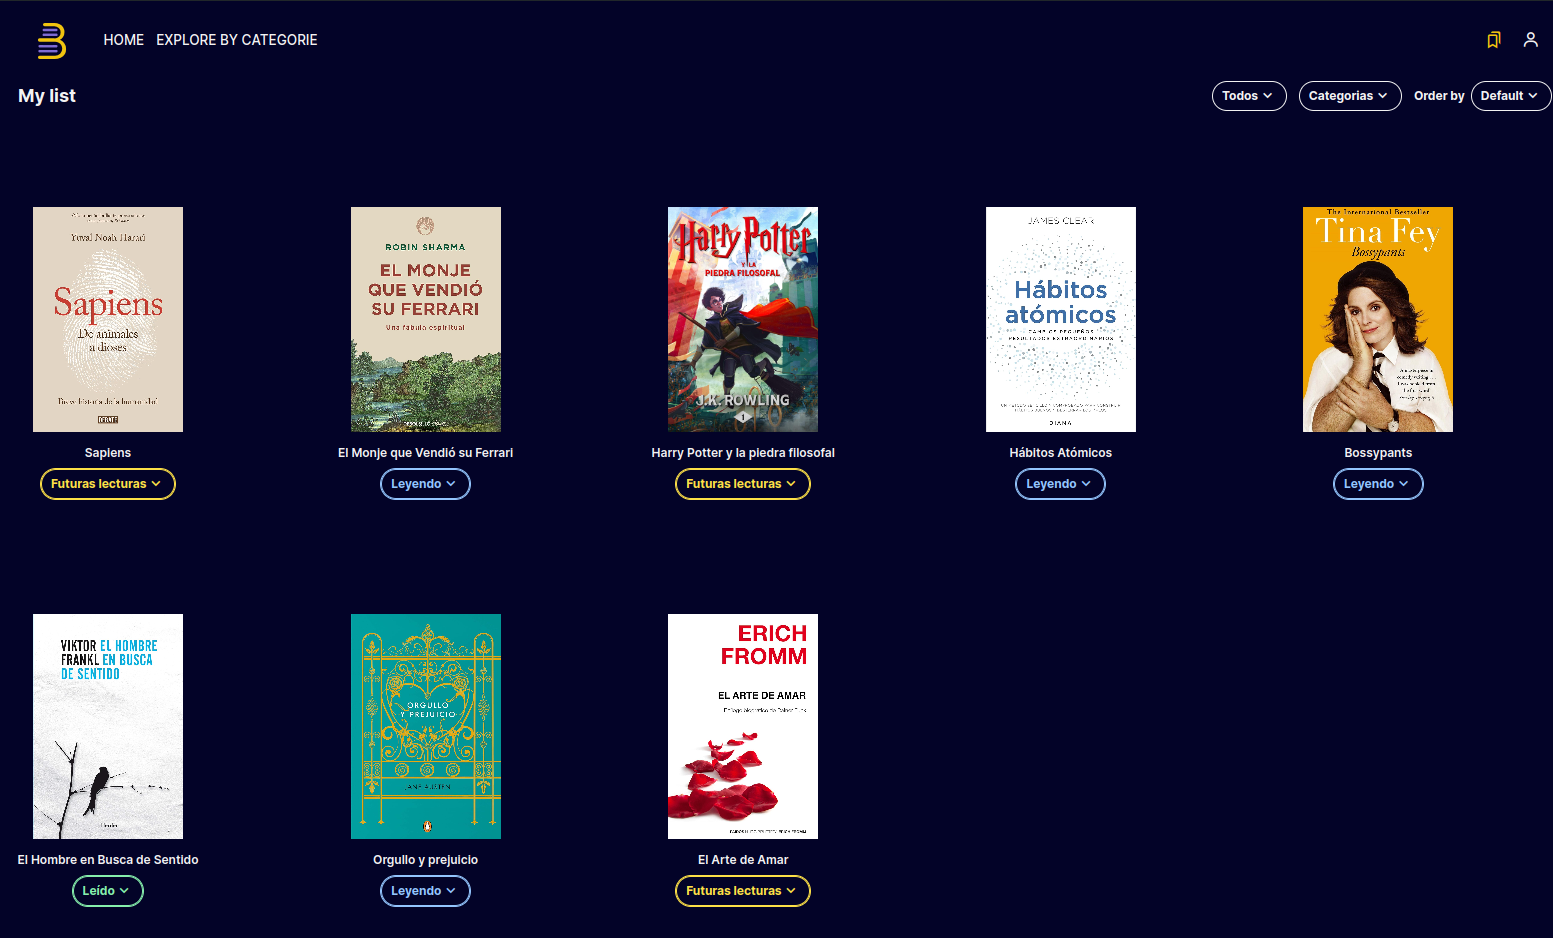 HOME EXPLORE BY CATEGORIE
My list
Todos
Categorias
Order by
Default
Yuval Noah Harari
Sapiens
De animales
a dioses
DEBATE
Sapiens
Futuras lecturas
ROBIN SHARMA
EL MONJE
QUE VENDIÓ
SU FERRARI
Una fábula espiritual
El Monje que Vendió su Ferrari
Leyendo
Harry Potter
Y LA
PIEDRA FILOSOFAL
J.K. ROWLING
1
Harry Potter y la piedra filosofal
Futuras lecturas
JAMES CLEAR
Hábitos
atómicos
CAMBIOS PEQUEÑOS,
RESULTADOS EXTRAORDINARIOS
DIANA
Hábitos Atómicos
Leyendo
The International Bestseller
Tina Fey
Bossypants
Bossypants
Leyendo
VIKTOR EL HOMBRE
FRANKL EN BUSCA
DE SENTIDO
Herder
El Hombre en Busca de Sentido
Leído
ORGULLO
Y PREJUICIO
JANE AUSTEN
Orgullo y prejuicio
Leyendo
ERICH
FROMM
EL ARTE DE AMAR
El Arte de Amar
Futuras lecturas